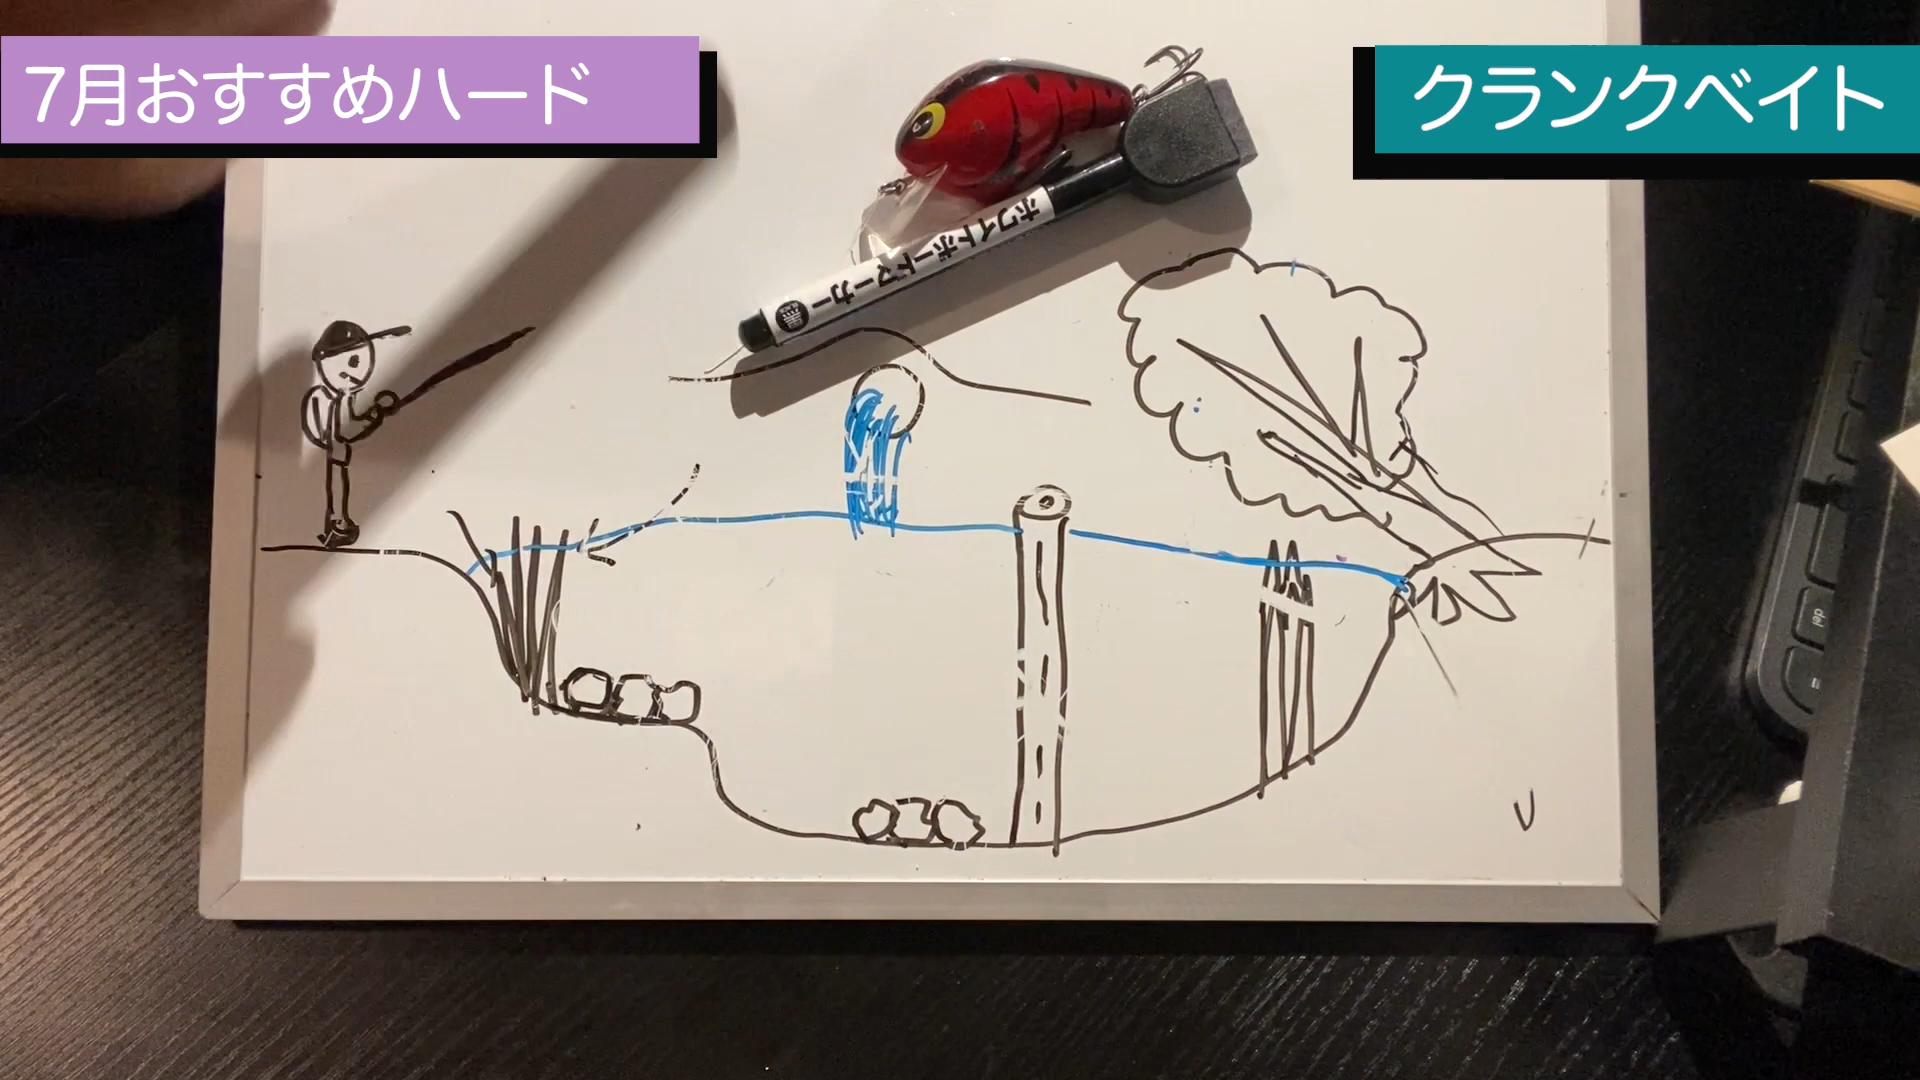 7月おすすめハード
クランクベイト
ホワイトボードマーカー
del